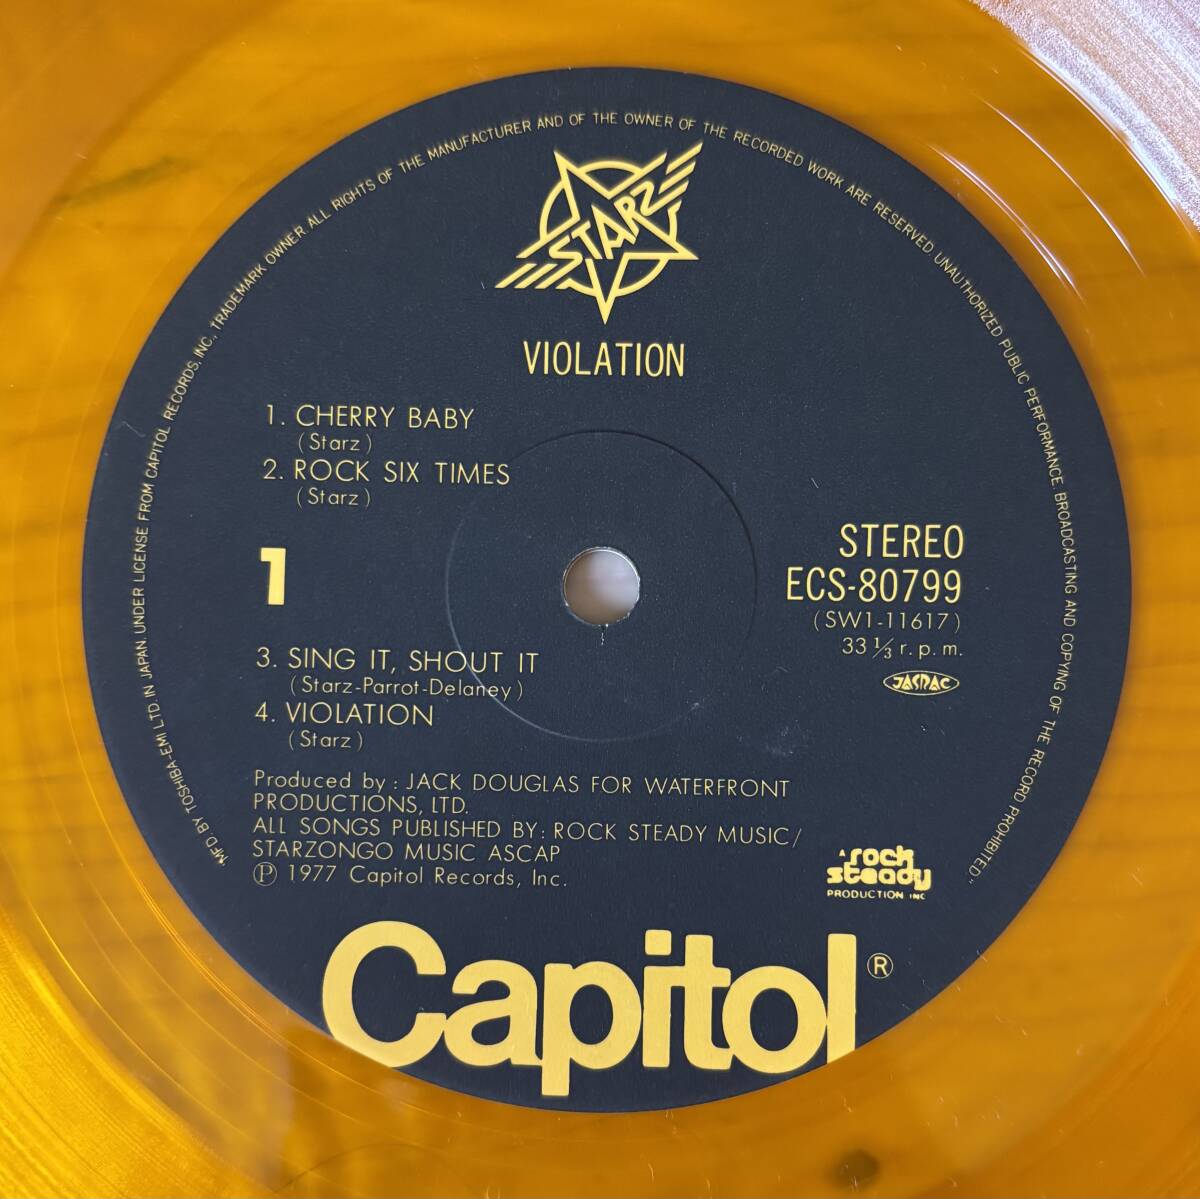 "MFD. BY TOSHIBA-EMI LTD. IN JAPAN. UNDER LICENSE FROM CAPITOL RECORDS, INC., TRADEMARK OWNER ALL RIGHTS OF THE MANUFACTURER AND OF THE OWNER OF THE RECORDED WORK ARE RESERVED UNAUTHORIZED PUBLIC PERFORMANCE. BROADCASTING AND COPYING OF THE RECORD PROHIBITED"
STARZ
VIOLATION
1. CHERRY BABY
(Starz)
2. ROCK SIX TIMES
(Starz)
1
STEREO
ECS-80799
(SW1-11617)
33 1/3 r.p.m.
JASRAC
3. SING IT, SHOUT IT
(Starz-Parrot-Delaney)
4. VIOLATION
(Starz)
Produced by : JACK DOUGLAS FOR WATERFRONT
PRODUCTIONS, LTD.
ALL SONGS PUBLISHED BY: ROCK STEADY MUSIC/
STARZONGO MUSIC ASCAP
Ⓟ 1977 Capitol Records, Inc.
A rock
steady
PRODUCTION INC
Capitol®